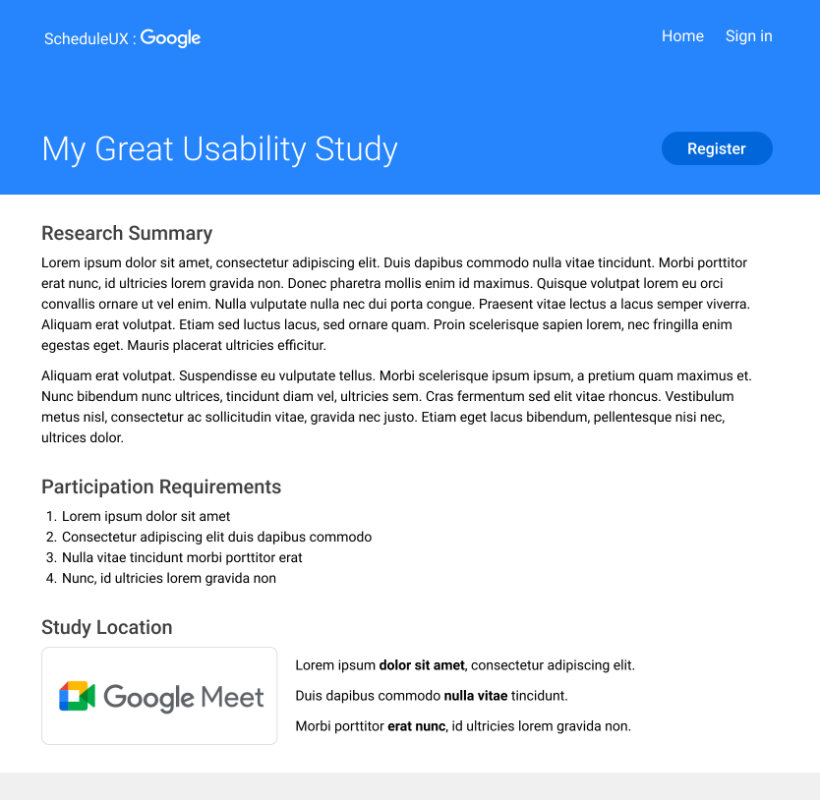 ScheduleUX : Google
Home
Sign in
My Great Usability Study
Register
Research Summary
Lorem ipsum dolor sit amet, consectetur adipiscing elit. Duis dapibus commodo nulla vitae tincidunt. Morbi porttitor
erat nunc, id ultricies lorem gravida non. Donec pharetra mollis enim id maximus. Quisque volutpat lorem eu orci
convallis ornare ut vel enim. Nulla vulputate nulla nec dui porta congue. Praesent vitae lectus a lacus semper viverra.
Aliquam erat volutpat. Etiam sed luctus lacus, sed ornare quam. Proin scelerisque sapien lorem, nec fringilla enim
egestas eget. Mauris placerat ultricies efficitur.
Aliquam erat volutpat. Suspendisse eu vulputate tellus. Morbi scelerisque ipsum ipsum, a pretium quam maximus et.
Nunc bibendum nunc ultrices, tincidunt diam vel, ultricies sem. Cras fermentum sed elit vitae rhoncus. Vestibulum
metus nisl, consectetur ac sollicitudin vitae, gravida nec justo. Etiam eget lacus bibendum, pellentesque nisi nec,
ultrices dolor.
Participation Requirements
1. Lorem ipsum dolor sit amet
2. Consectetur adipiscing elit duis dapibus commodo
3. Nulla vitae tincidunt morbi porttitor erat
4. Nunc, id ultricies lorem gravida non
Study Location
Google Meet
Lorem ipsum dolor sit amet, consectetur adipiscing elit.
Duis dapibus commodo nulla vitae tincidunt.
Morbi porttitor erat nunc, id ultricies lorem gravida non.